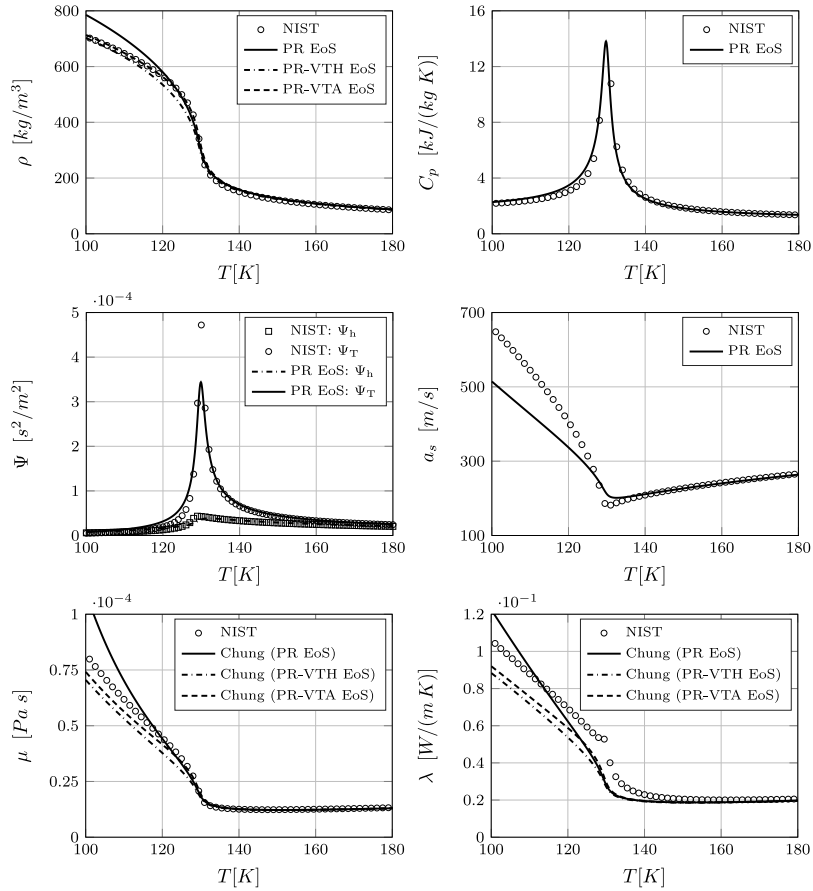 800
600
400
200
0
ρ [kg/m³]
NIST
PR EoS
PR-VTH EoS
PR-VTA EoS
100 120 140 160 180
T[K]
16
12
8
4
0
C_p [kJ/(kg K)]
NIST
PR EoS
100 120 140 160 180
T[K]
·10⁻⁴
5
4
3
2
1
0
Ψ [s²/m²]
NIST: Ψ_h
NIST: Ψ_T
PR EoS: Ψ_h
PR EoS: Ψ_T
100 120 140 160 180
T[K]
700
500
300
100
a_s [m/s]
NIST
PR EoS
100 120 140 160 180
T[K]
·10⁻⁴
1
0.75
0.5
0.25
0
μ [Pa s]
NIST
Chung (PR EoS)
Chung (PR-VTH EoS)
Chung (PR-VTA EoS)
100 120 140 160 180
T[K]
·10⁻¹
1.2
1
0.8
0.6
0.4
0.2
0
λ [W/(m K)]
NIST
Chung (PR EoS)
Chung (PR-VTH EoS)
Chung (PR-VTA EoS)
100 120 140 160 180
T[K]